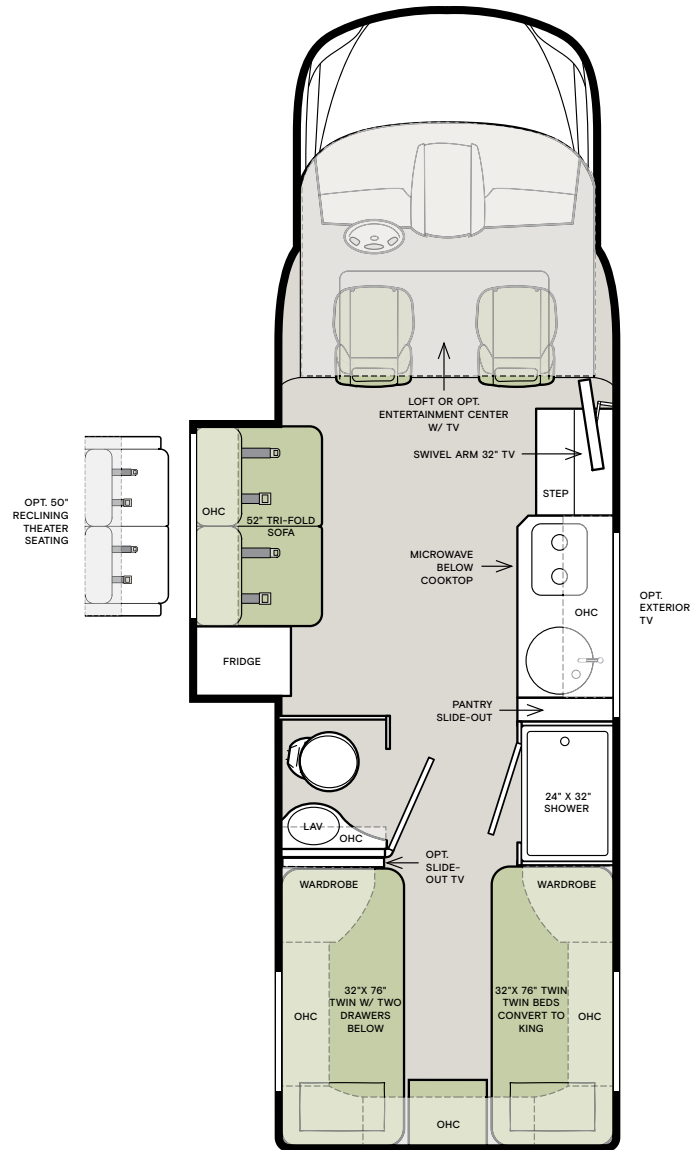 LOFT OR OPT.
ENTERTAINMENT CENTER
W/ TV
SWIVEL ARM 32" TV
STEP
OPT. 50"
RECLINING
THEATER
SEATING
OHC
52" TRI-FOLD
SOFA
MICROWAVE
BELOW
COOKTOP
OHC
OPT.
EXTERIOR
TV
FRIDGE
PANTRY
SLIDE-OUT
24" X 32"
SHOWER
LAV
OHC
OPT.
SLIDE-
OUT TV
WARDROBE
WARDROBE
OHC
32"X 76"
TWIN W/ TWO
DRAWERS
BELOW
32"X 76" TWIN
TWIN BEDS
CONVERT TO
KING
OHC
OHC